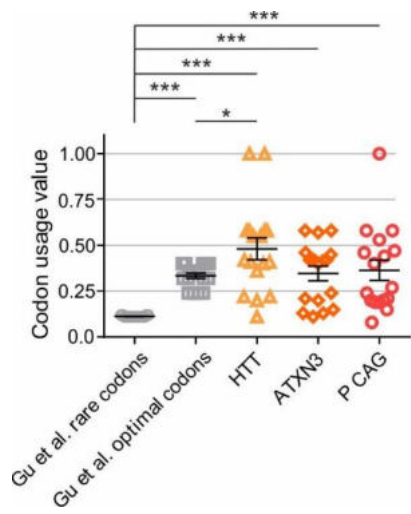 ***
***
***
***
*
1.00
0.75
0.50
0.25
0.0
Codon usage value
Gu et al. rare codons
Gu et al. optimal codons
HTT
ATXN3
P CAG